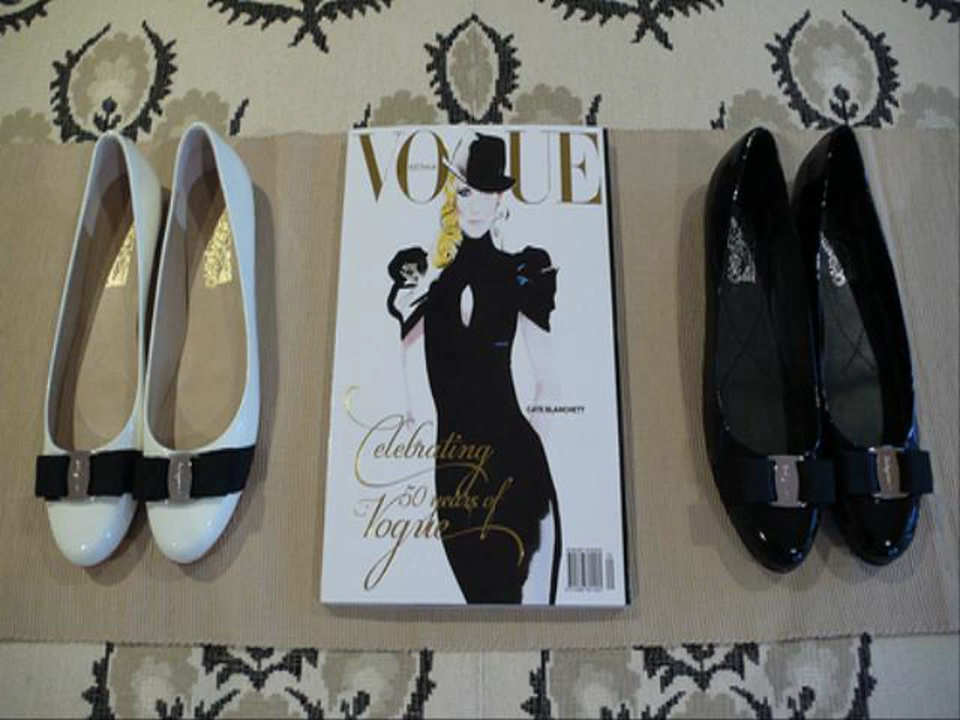 VOGUE
CATE BLANCHETT
Celebrating
50 years of
Vogue